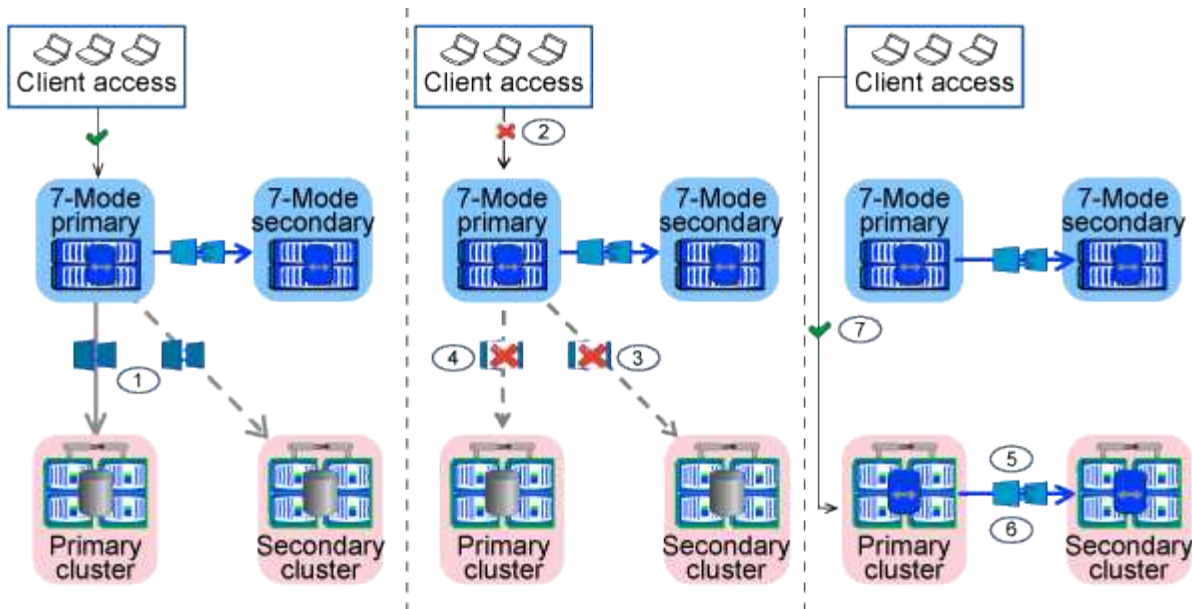 Client access
7-Mode
primary
7-Mode
secondary
1
Primary
cluster
Secondary
cluster
Client access
2
7-Mode
primary
7-Mode
secondary
4
3
Primary
cluster
Secondary
cluster
Client access
7-Mode
primary
7-Mode
secondary
7
5
6
Primary
cluster
Secondary
cluster